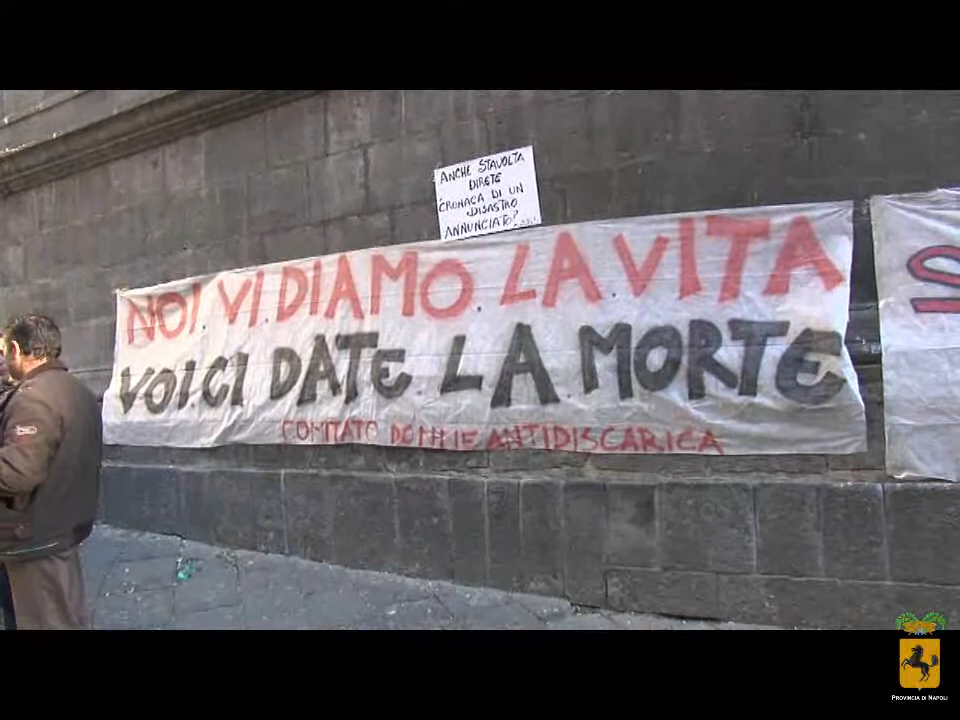 ANCHE STAVOLTA
DIRETE
"CRONACA DI UN
DISASTRO
ANNUNCIATO"?
NOI.VI.DIAMO.LA.VITA
VOI.CI DATE LA MORTE
COMITATO DONNE ANTIDISCARICA
PROVINCIA DI NAPOLI